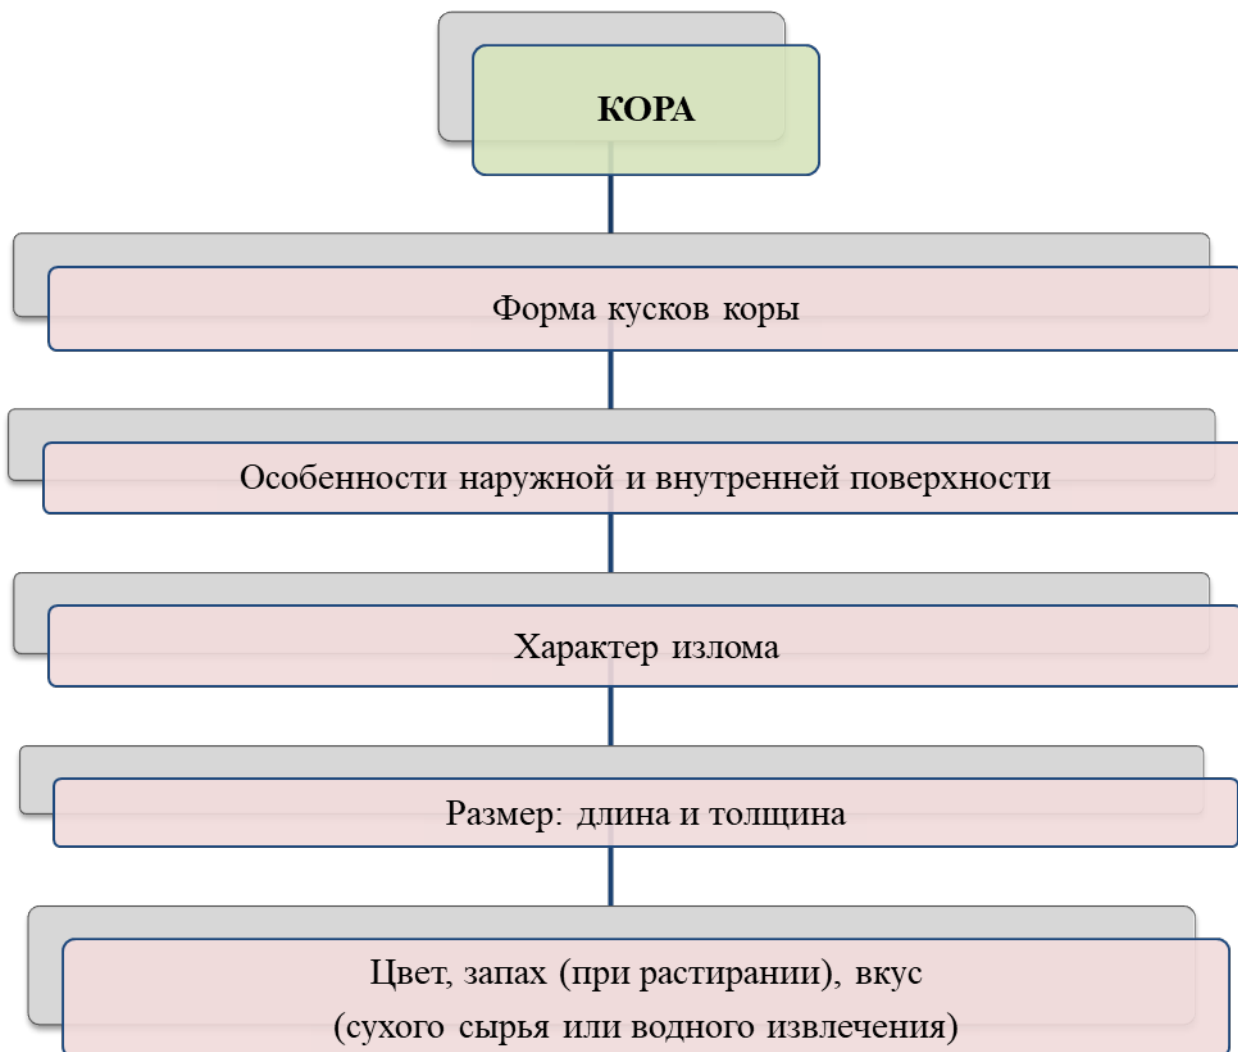 КОРА
Форма кусков коры
Особенности наружной и внутренней поверхности
Характер излома
Размер: длина и толщина
Цвет, запах (при растирании), вкус
(сухого сырья или водного извлечения)